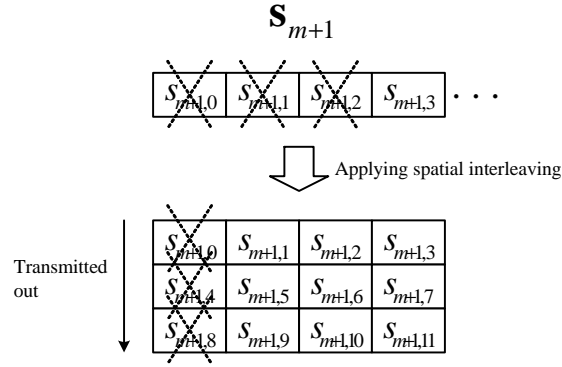 s_{m+1}
s_{m+1,0} s_{m+1,1} s_{m+1,2} s_{m+1,3} . . .
Applying spatial interleaving
s_{m+1,0} s_{m+1,1} s_{m+1,2} s_{m+1,3}
Transmitted
out
s_{m+1,4} s_{m+1,5} s_{m+1,6} s_{m+1,7}
s_{m+1,8} s_{m+1,9} s_{m+1,10} s_{m+1,11}